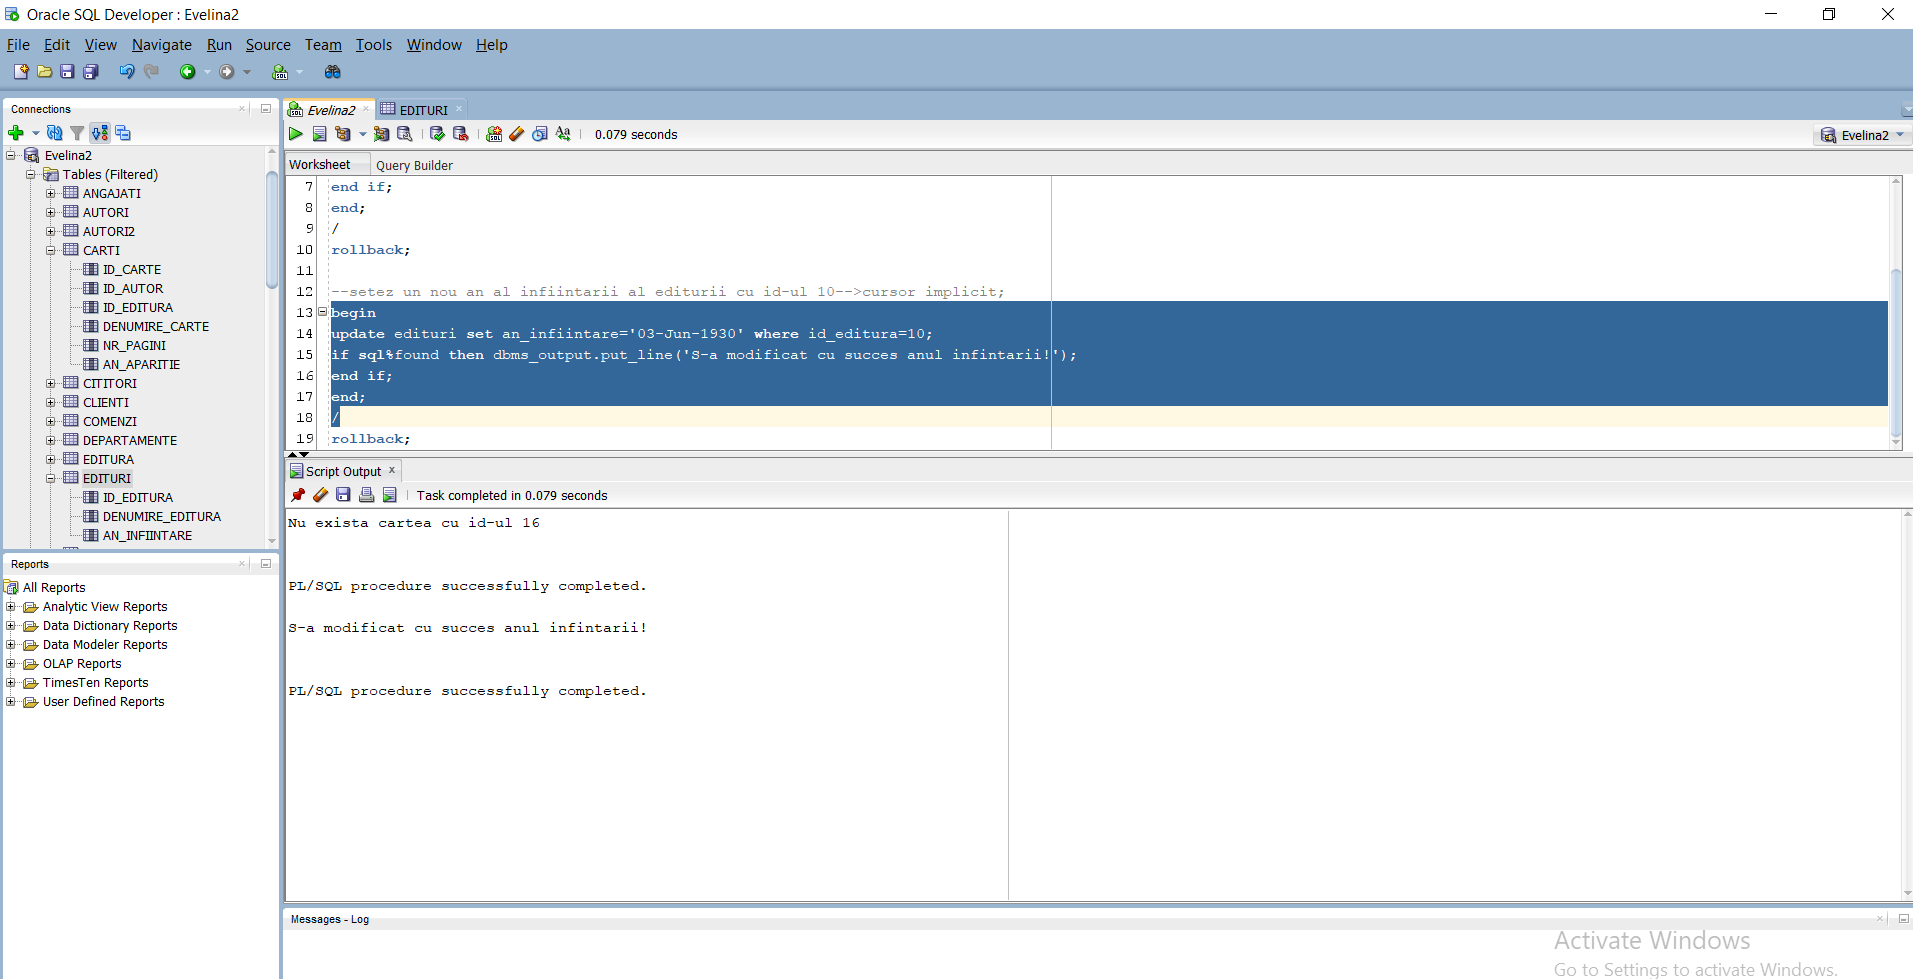 Oracle SQL Developer : Evelina2
File Edit View Navigate Run Source Team Tools Window Help
Connections
Evelina2
Tables (Filtered)
ANGAJATI
AUTORI
AUTORI2
CARTI
ID_CARTE
ID_AUTOR
ID_EDITURA
DENUMIRE_CARTE
NR_PAGINI
AN_APARITIE
CITITORI
CLIENTI
COMENZI
DEPARTAMENTE
EDITURA
EDITURI
ID_EDITURA
DENUMIRE_EDITURA
AN_INFIINTARE
Reports
All Reports
Analytic View Reports
Data Dictionary Reports
Data Modeler Reports
OLAP Reports
TimesTen Reports
User Defined Reports
Evelina2 EDITURI
0.079 seconds
Evelina2
Worksheet Query Builder
7 end if;
8 end;
9 /
10 rollback;
11
12 --setez un nou an al infiintarii al editurii cu id-ul 10-->cursor implicit;
13 begin
14 update edituri set an_infiintare='03-Jun-1930' where id_editura=10;
15 if sql%found then dbms_output.put_line('S-a modificat cu succes anul infintarii!');
16 end if;
17 end;
18 /
19 rollback;
Script Output
Task completed in 0.079 seconds
Nu exista cartea cu id-ul 16
PL/SQL procedure successfully completed.
S-a modificat cu succes anul infintarii!
PL/SQL procedure successfully completed.
Messages - Log
Activate Windows
Go to Settings to activate Windows.